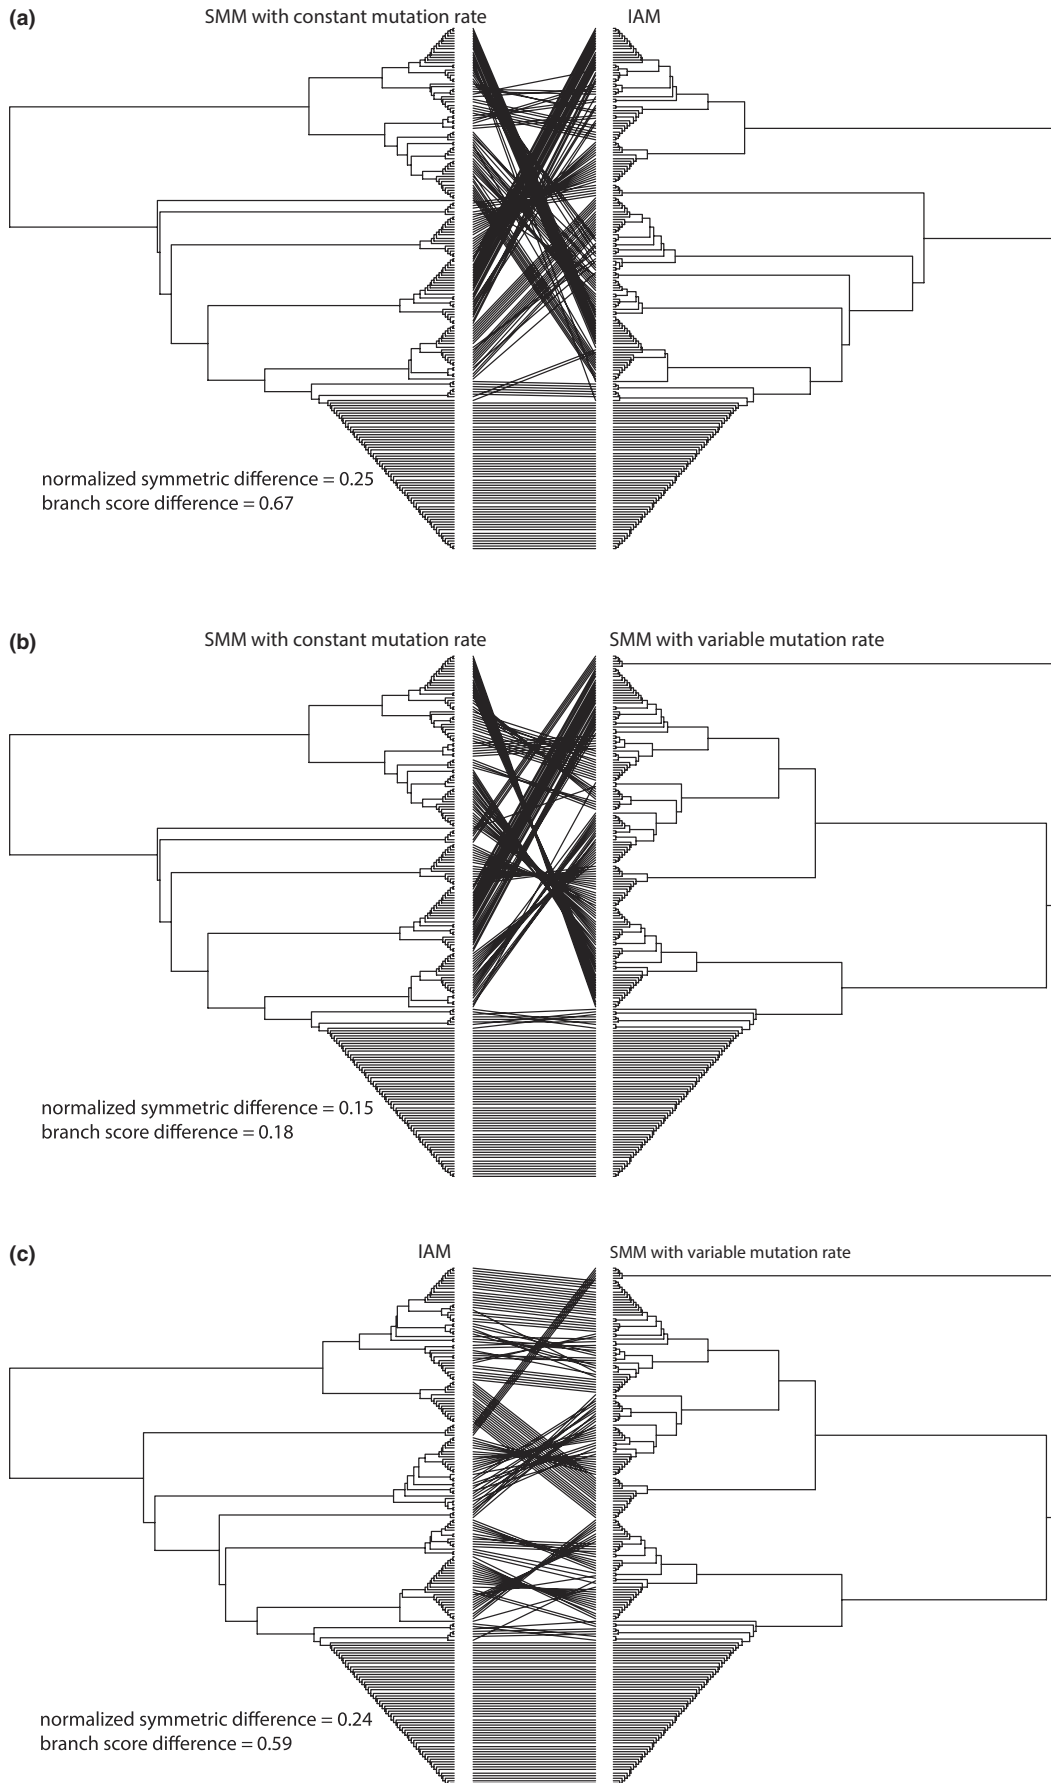 (a)
SMM with constant mutation rate
IAM
normalized symmetric difference = 0.25
branch score difference = 0.67
(b)
SMM with constant mutation rate
SMM with variable mutation rate
normalized symmetric difference = 0.15
branch score difference = 0.18
(c)
IAM
SMM with variable mutation rate
normalized symmetric difference = 0.24
branch score difference = 0.59